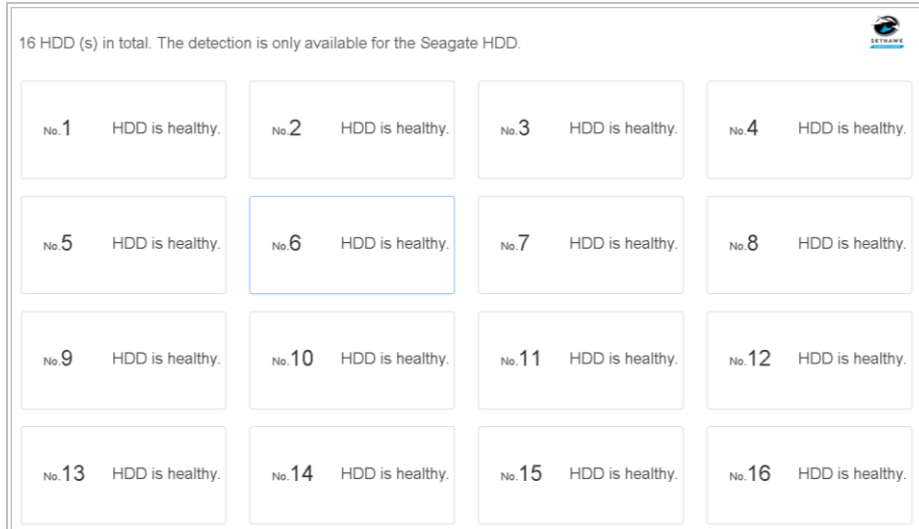 16 HDD (s) in total. The detection is only available for the Seagate HDD.
SKYHAWK
No.1 HDD is healthy.
No.2 HDD is healthy.
No.3 HDD is healthy.
No.4 HDD is healthy.
No.5 HDD is healthy.
No.6 HDD is healthy.
No.7 HDD is healthy.
No.8 HDD is healthy.
No.9 HDD is healthy.
No.10 HDD is healthy.
No.11 HDD is healthy.
No.12 HDD is healthy.
No.13 HDD is healthy.
No.14 HDD is healthy.
No.15 HDD is healthy.
No.16 HDD is healthy.